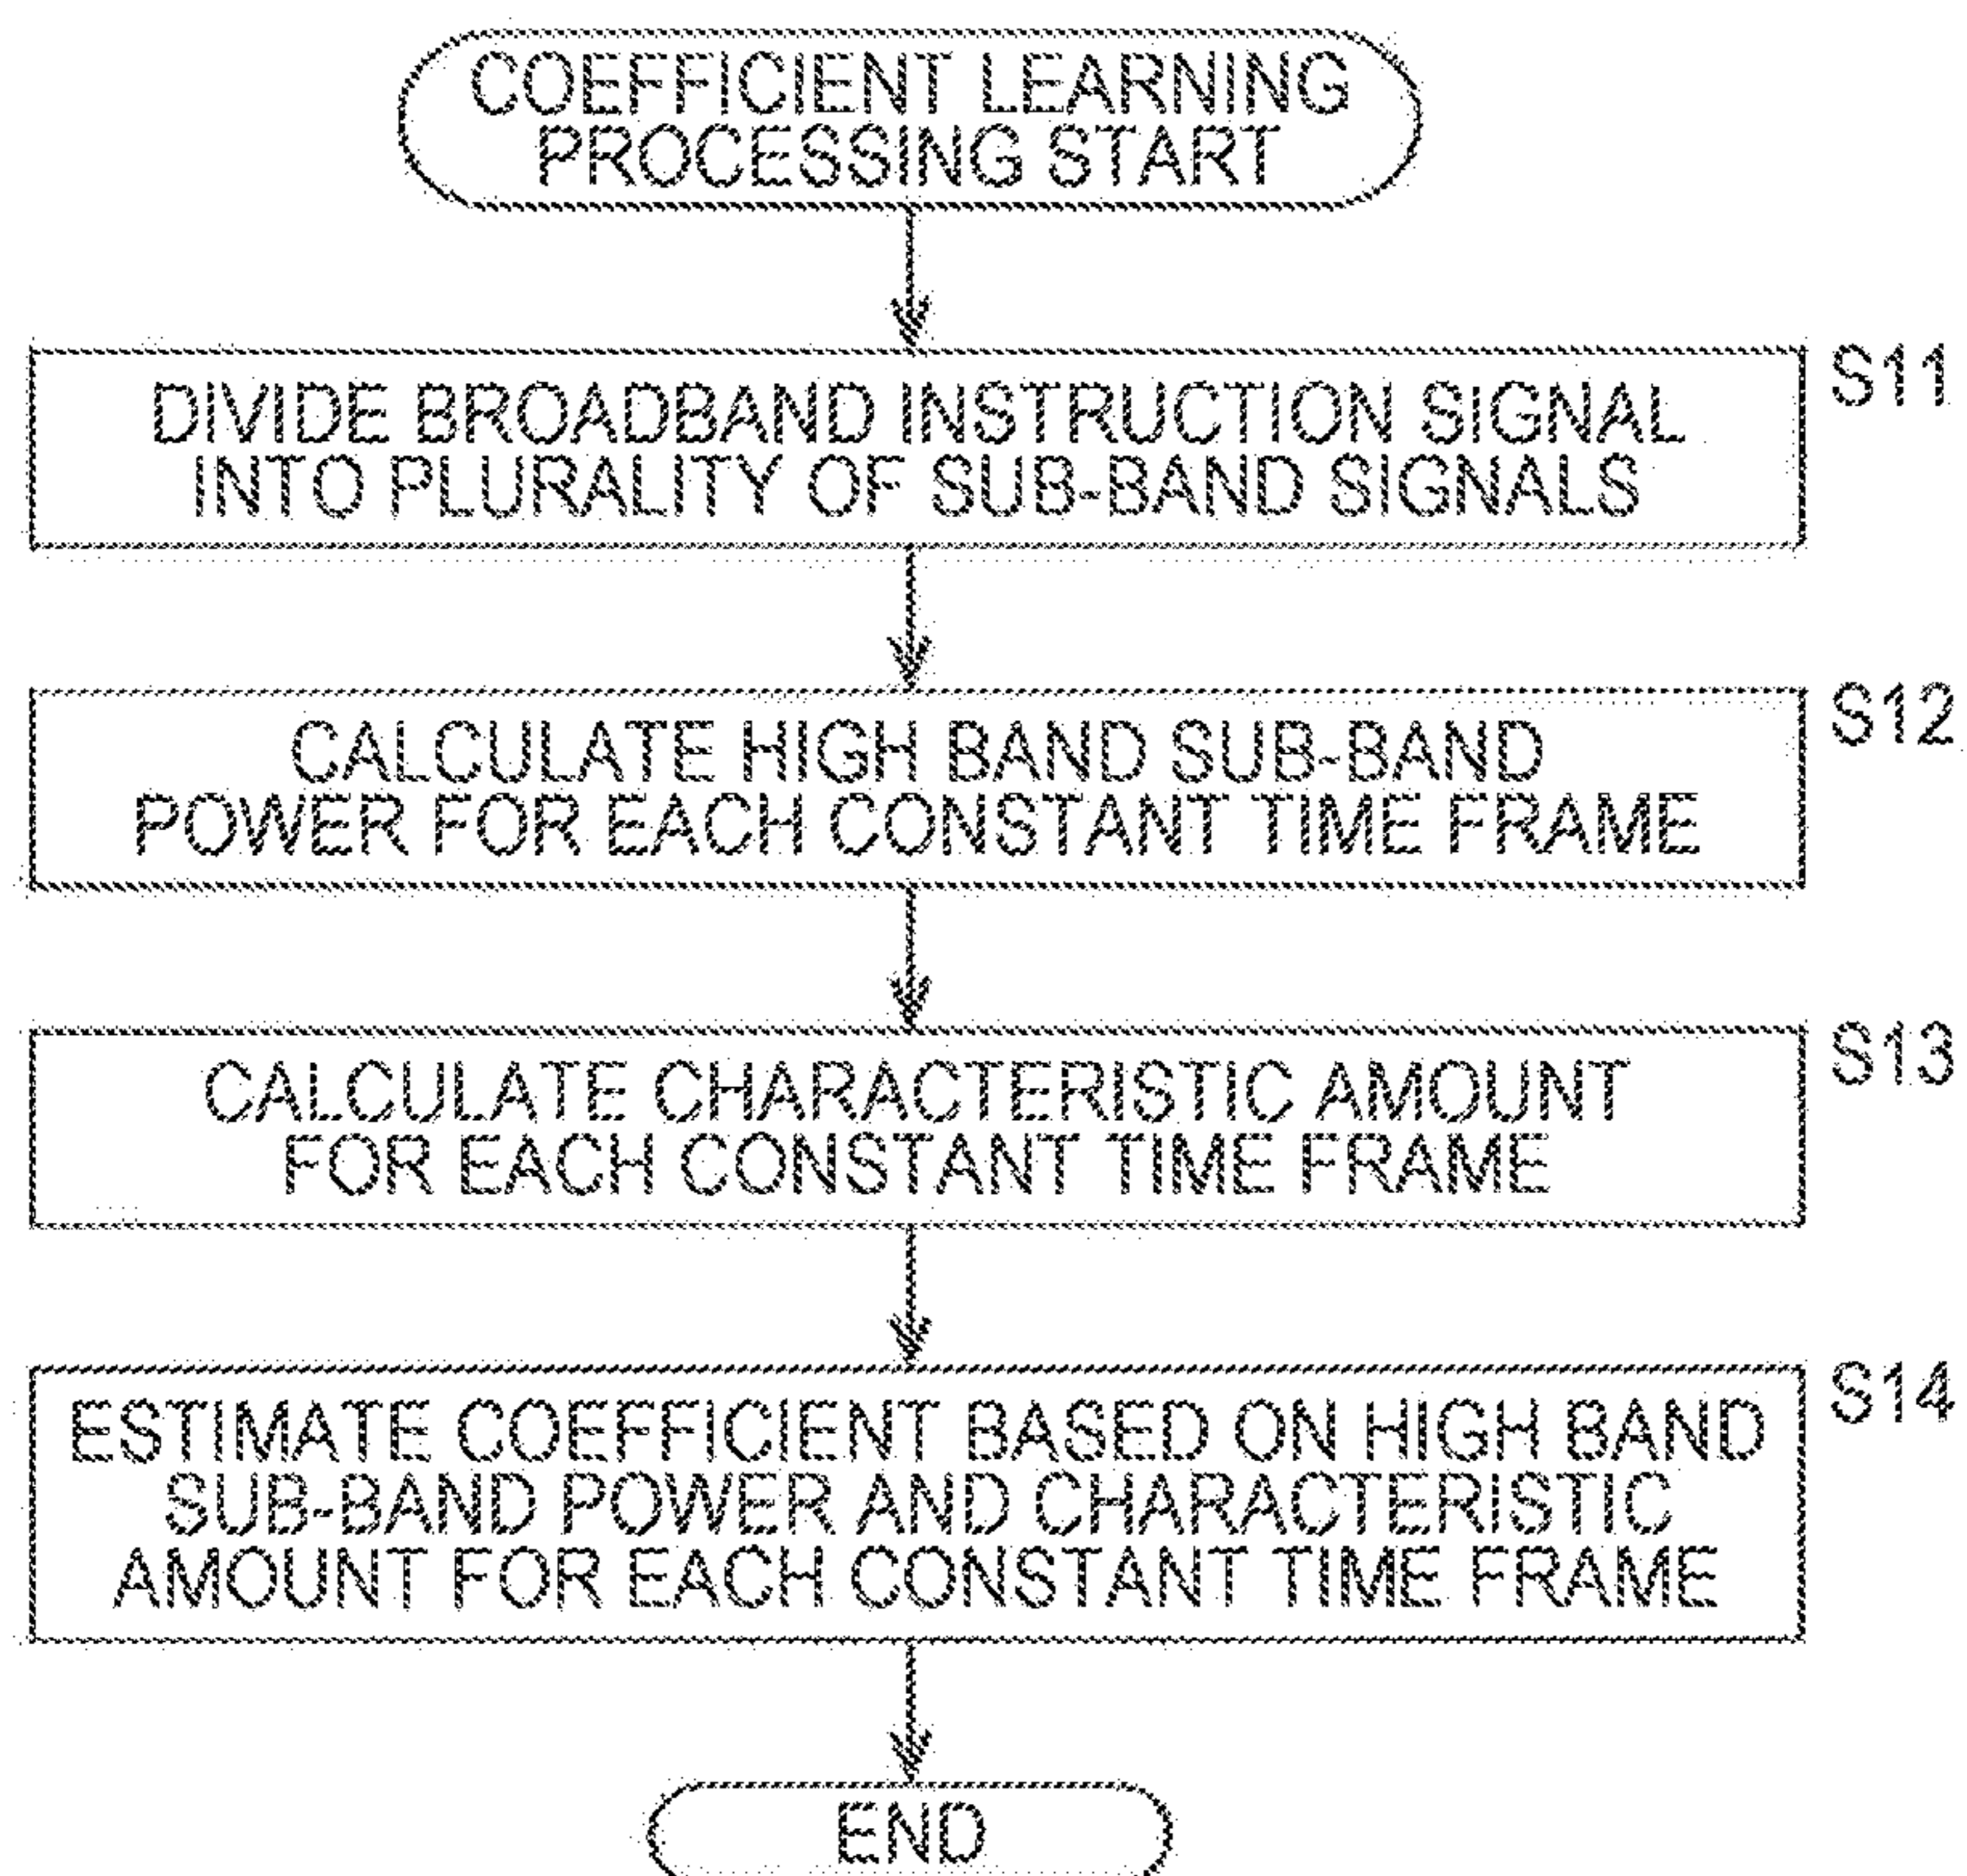 COEFFICIENT LEARNING
PROCESSING START
S11
DIVIDE BROADBAND INSTRUCTION SIGNAL
INTO PLURALITY OF SUB-BAND SIGNALS
S12
CALCULATE HIGH BAND SUB-BAND
POWER FOR EACH CONSTANT TIME FRAME
S13
CALCULATE CHARACTERISTIC AMOUNT
FOR EACH CONSTANT TIME FRAME
S14
ESTIMATE COEFFICIENT BASED ON HIGH BAND
SUB-BAND POWER AND CHARACTERISTIC
AMOUNT FOR EACH CONSTANT TIME FRAME
END